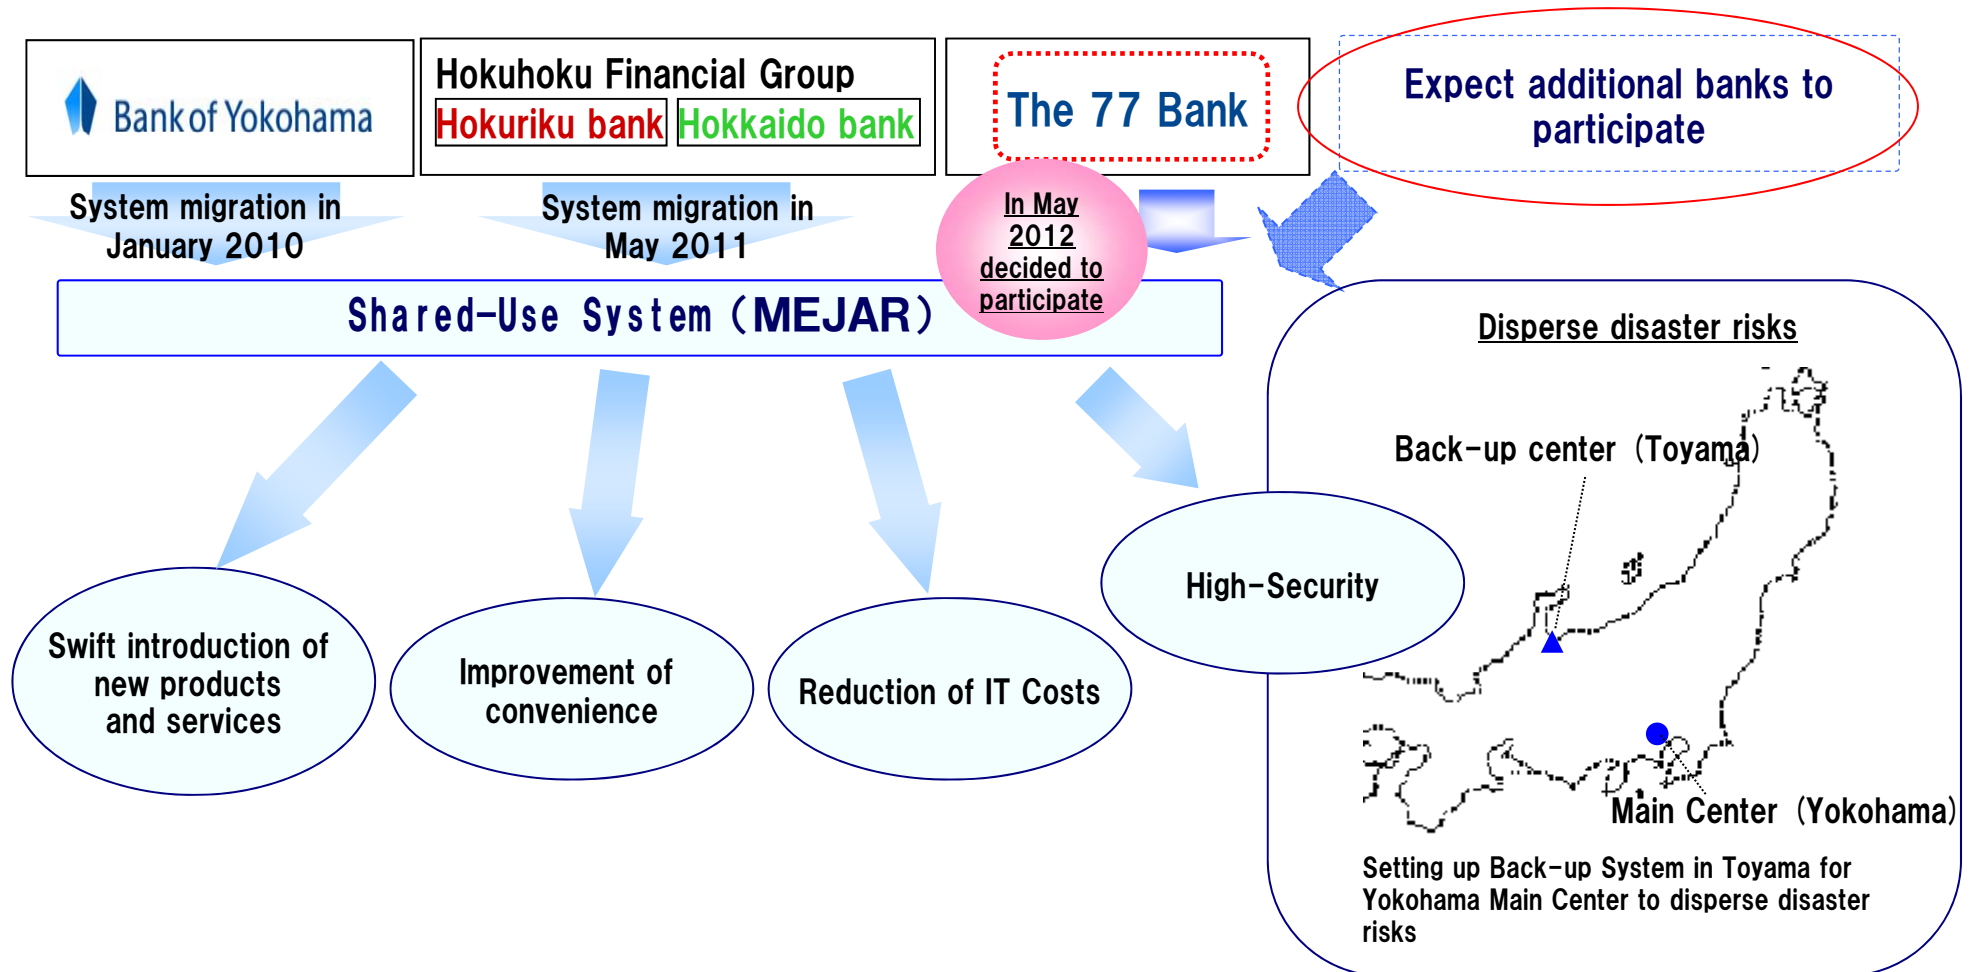 Bank of Yokohama
Hokuhoku Financial Group
Hokuriku bank
Hokkaido bank
The 77 Bank
Expect additional banks to
participate
System migration in
January 2010
System migration in
May 2011
In May
2012
decided to
participate
Shared-Use System (MEJAR)
Disperse disaster risks
Back-up center (Toyama)
High-Security
Swift introduction of
new products
and services
Improvement of
convenience
Reduction of IT Costs
Main Center (Yokohama)
Setting up Back-up System in Toyama for
Yokohama Main Center to disperse disaster
risks